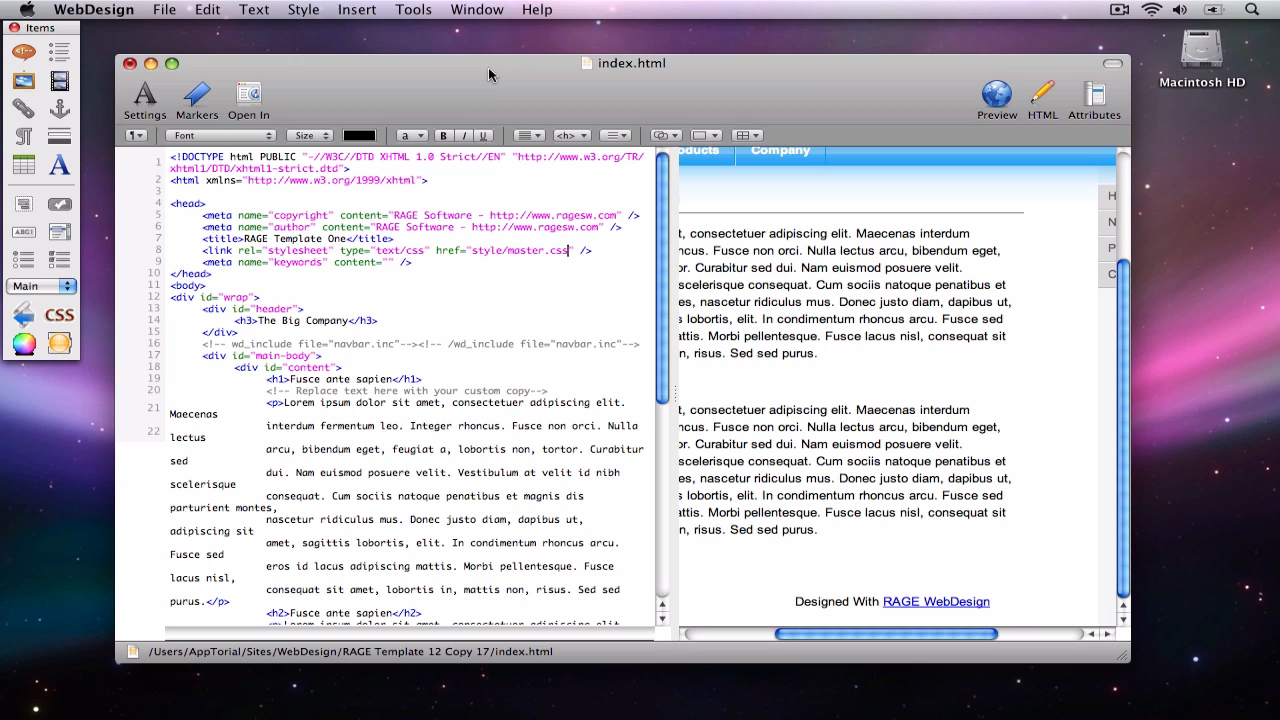 WebDesign File Edit Text Style Insert Tools Window Help
Items
index.html
Macintosh HD
Settings Markers Open In Preview HTML Attributes
Font Size a B I U <h>
<!--
ABC
Main
CSS
1 <!DOCTYPE html PUBLIC "-//W3C//DTD XHTML 1.0 Strict//EN" "http://www.w3.org/TR/
xhtml1/DTD/xhtml1-strict.dtd">
2 <html xmlns="http://www.w3.org/1999/xhtml">
3
4 <head>
5 <meta name="copyright" content="RAGE Software - http://www.ragesw.com" />
6 <meta name="author" content="RAGE Software - http://www.ragesw.com" />
7 <title>RAGE Template One</title>
8 <link rel="stylesheet" type="text/css" href="style/master.css" />
9 <meta name="keywords" content="" />
10 </head>
11 <body>
12 <div id="wrap">
13 <div id="header">
14 <h3>The Big Company</h3>
15 </div>
16 <!-- wd_include file="navbar.inc"--><!-- /wd_include file="navbar.inc"-->
17 <div id="main-body">
18 <div id="content">
19 <h1>Fusce ante sapien</h1>
20 <!-- Replace text here with your custom copy-->
21 <p>Lorem ipsum dolor sit amet, consectetuer adipiscing elit.
Maecenas
22 interdum fermentum leo. Integer rhoncus. Fusce non orci. Nulla
lectus
arcu, bibendum eget, feugiat a, lobortis non, tortor. Curabitur
sed
dui. Nam euismod posuere velit. Vestibulum at velit id nibh
scelerisque
consequat. Cum sociis natoque penatibus et magnis dis
parturient montes,
nascetur ridiculus mus. Donec justo diam, dapibus ut,
adipiscing sit
amet, sagittis lobortis, elit. In condimentum rhoncus arcu.
Fusce sed
eros id lacus adipiscing mattis. Morbi pellentesque. Fusce
lacus nisl,
consequat sit amet, lobortis in, mattis non, risus. Sed sed
purus.</p>
<h2>Fusce ante sapien</h2>
<p>Lorem ipsum dolor sit amet, consectetuer adipiscing elit
oducts Company
H
N
P
C
t, consectetuer adipiscing elit. Maecenas interdum
ncus. Fusce non orci. Nulla lectus arcu, bibendum eget,
or. Curabitur sed dui. Nam euismod posuere velit.
scelerisque consequat. Cum sociis natoque penatibus et
es, nascetur ridiculus mus. Donec justo diam, dapibus ut,
s lobortis, elit. In condimentum rhoncus arcu. Fusce sed
attis. Morbi pellentesque. Fusce lacus nisl, consequat sit
n, risus. Sed sed purus.
t, consectetuer adipiscing elit. Maecenas interdum
ncus. Fusce non orci. Nulla lectus arcu, bibendum eget,
or. Curabitur sed dui. Nam euismod posuere velit.
scelerisque consequat. Cum sociis natoque penatibus et
es, nascetur ridiculus mus. Donec justo diam, dapibus ut,
s lobortis, elit. In condimentum rhoncus arcu. Fusce sed
attis. Morbi pellentesque. Fusce lacus nisl, consequat sit
n, risus. Sed sed purus.
Designed With RAGE WebDesign
/Users/AppTorial/Sites/WebDesign/RAGE Template 12 Copy 17/index.html